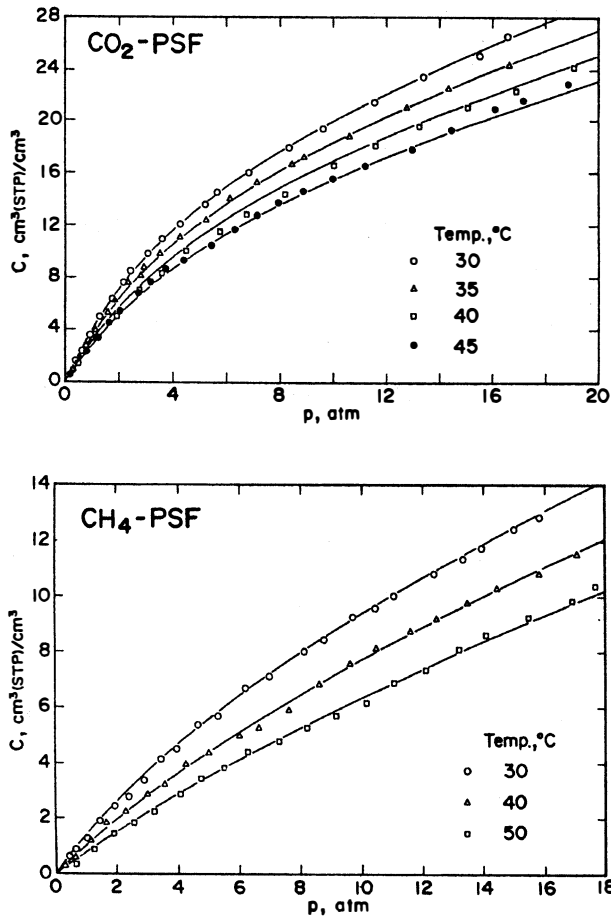 28
CO₂-PSF
24
20
16
12
8
4
0
C, cm³(STP)/cm³
Temp.,°C
30
35
40
45
0 4 8 12 16 20
p, atm
14
CH₄-PSF
12
10
8
6
4
2
0
C, cm³(STP)/cm³
Temp.,°C
30
40
50
0 2 4 6 8 10 12 14 16 18
p, atm